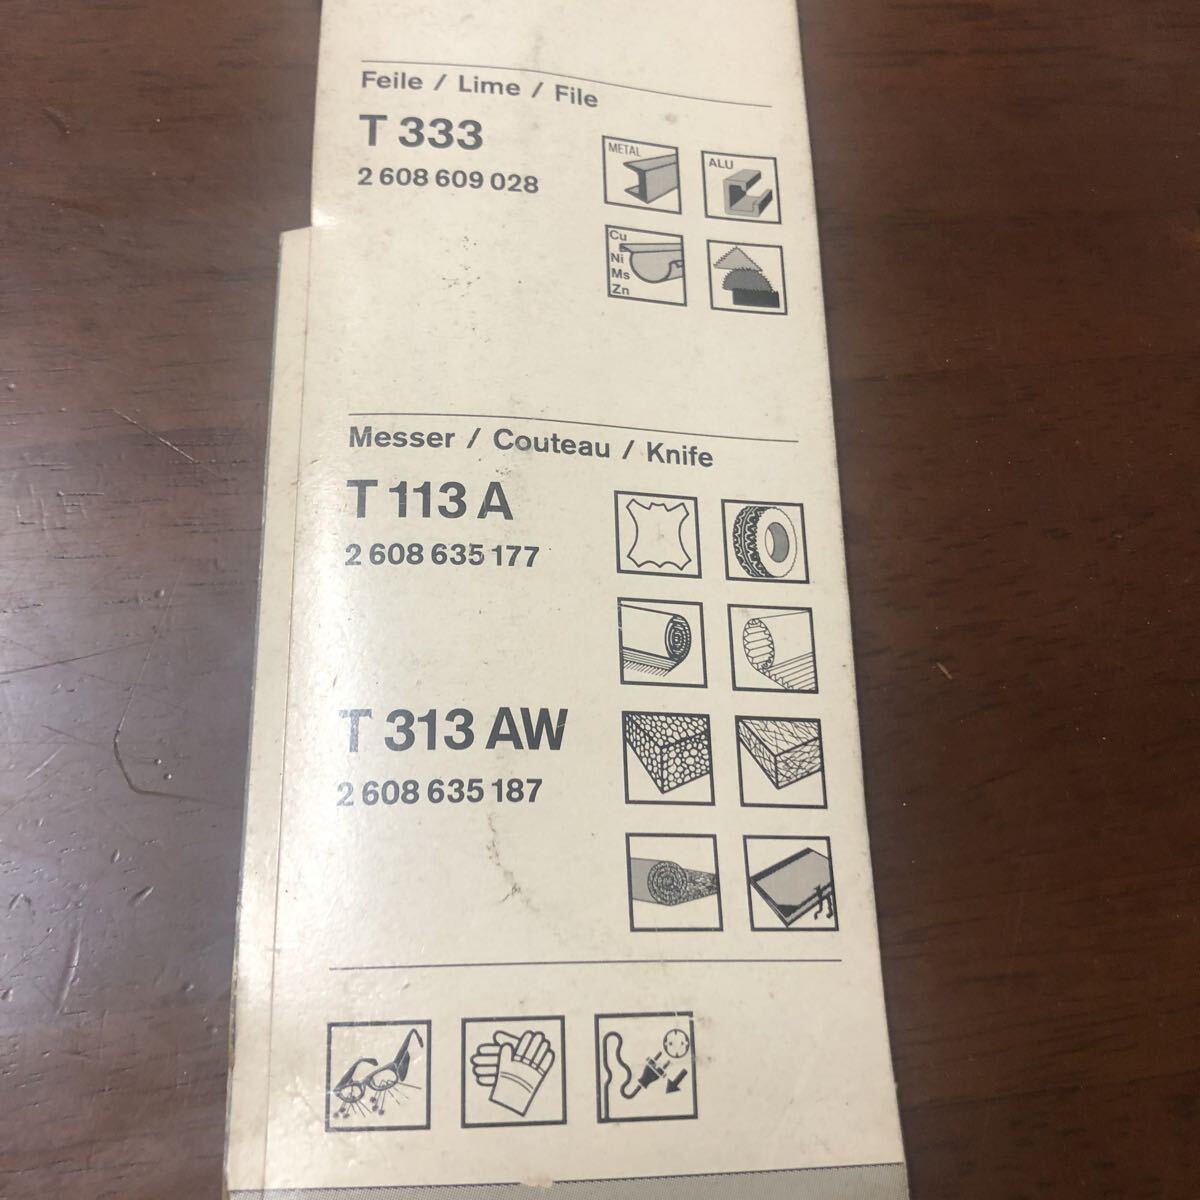 Feile / Lime / File
T 333
2 608 609 028
METAL
ALU
Cu
Ni
Ms
Zn
Messer / Couteau / Knife
T 113 A
2 608 635 177
T 313 AW
2 608 635 187